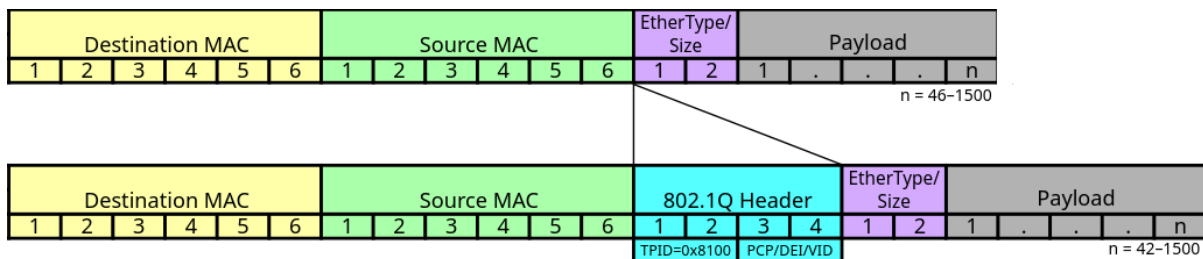 Destination MAC Source MAC EtherType/ Size Payload
1 2 3 4 5 6 1 2 3 4 5 6 1 2 1 . . . n
n = 46–1500
Destination MAC Source MAC 802.1Q Header EtherType/ Size Payload
1 2 3 4 5 6 1 2 3 4 5 6 1 2 3 4 1 2 1 . . . n
TPID=0x8100 PCP/DEI/VID n = 42–1500